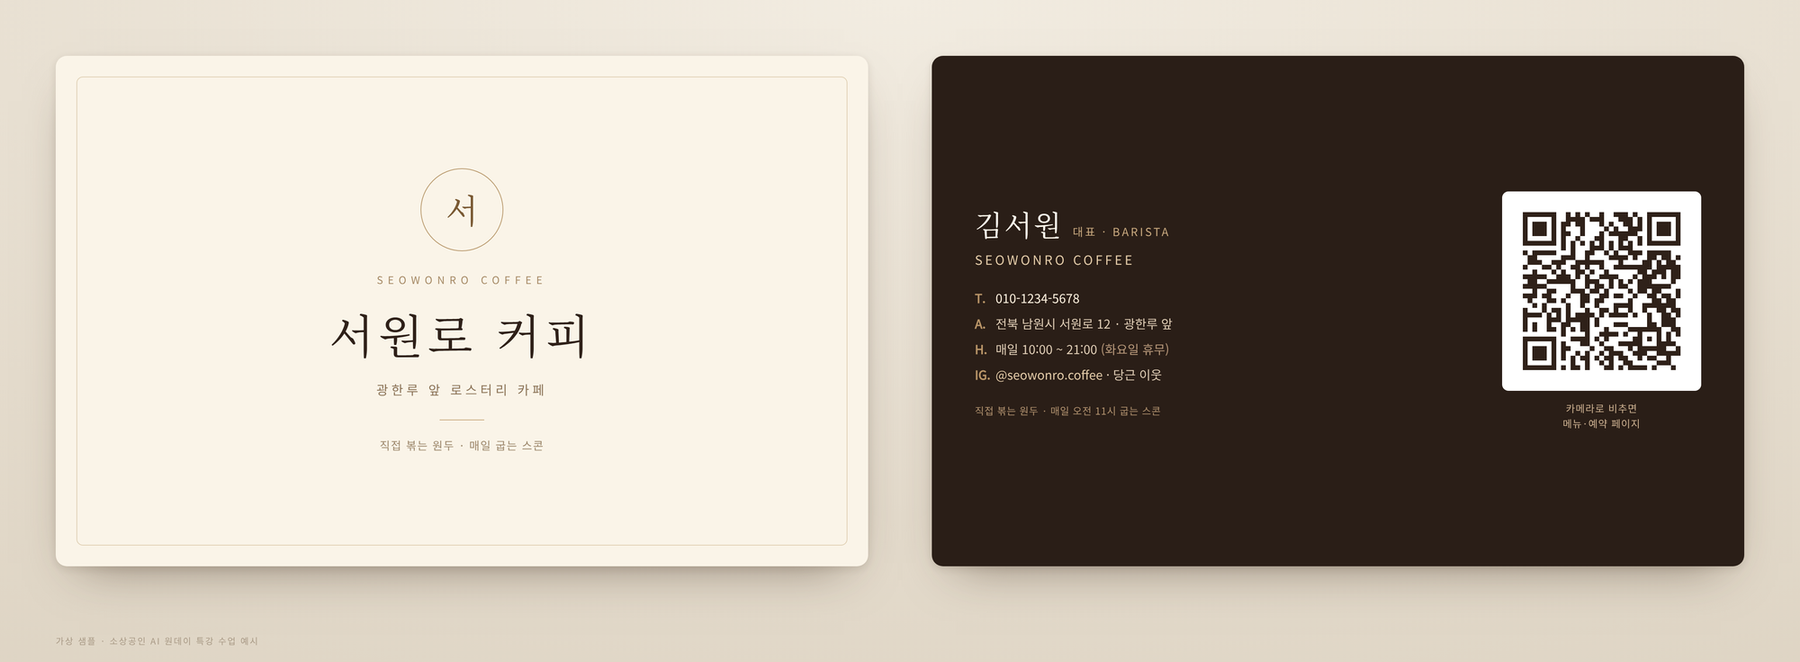 서
SEOWONRO COFFEE
서원로 커피
광한루 앞 로스터리 카페
직접 볶는 원두 · 매일 굽는 스콘
김서원 대표 · BARISTA
SEOWONRO COFFEE
T. 010-1234-5678
A. 전북 남원시 서원로 12 · 광한루 앞
H. 매일 10:00 ~ 21:00 (화요일 휴무)
IG. @seowonro.coffee · 당근 이웃
직접 볶는 원두 · 매일 오전 11시 굽는 스콘
카메라로 비추면
메뉴·예약 페이지
가상 샘플 · 소상공인 AI 원데이 특강 수업 예시